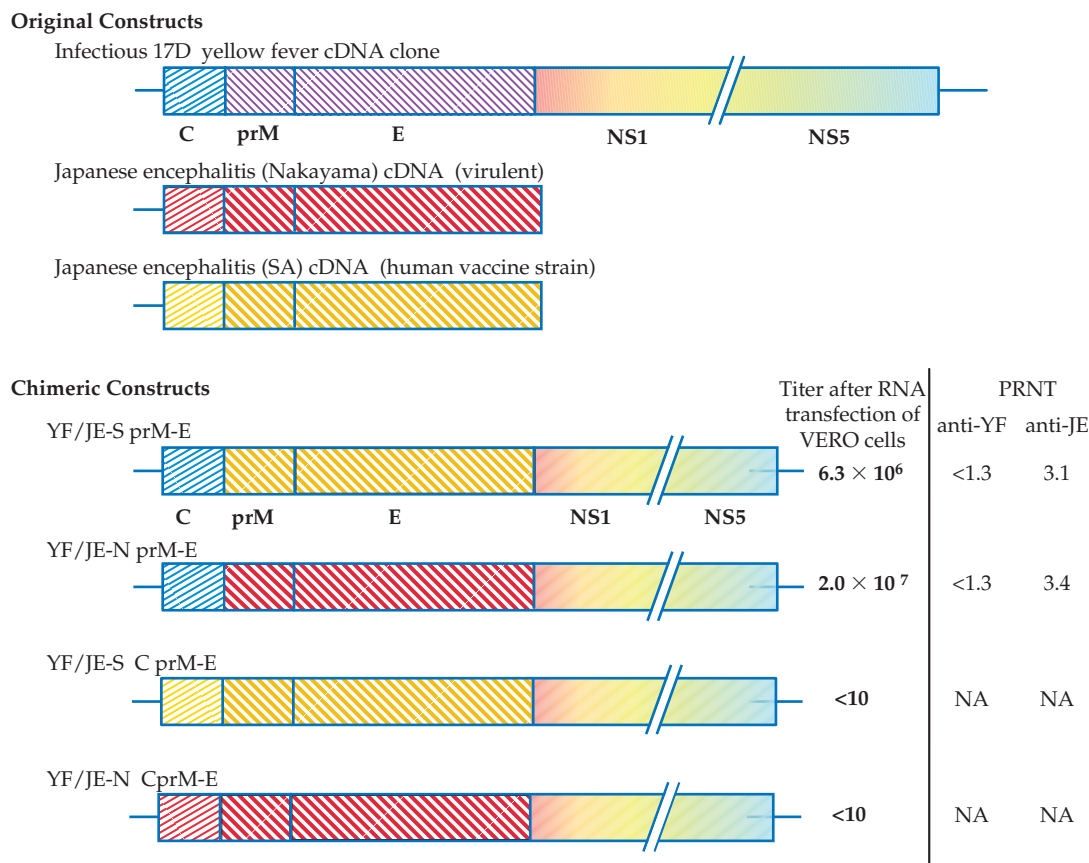 Original Constructs
Infectious 17D yellow fever cDNA clone
C prM E NS1 NS5
Japanese encephalitis (Nakayama) cDNA (virulent)
Japanese encephalitis (SA) cDNA (human vaccine strain)
Chimeric Constructs
Titer after RNA
transfection of
VERO cells
PRNT
anti-YF anti-JE
YF/JE-S prM-E
6.3 × 10⁶ <1.3 3.1
C prM E NS1 NS5
YF/JE-N prM-E
2.0 × 10⁷ <1.3 3.4
YF/JE-S C prM-E
<10 NA NA
YF/JE-N CprM-E
<10 NA NA